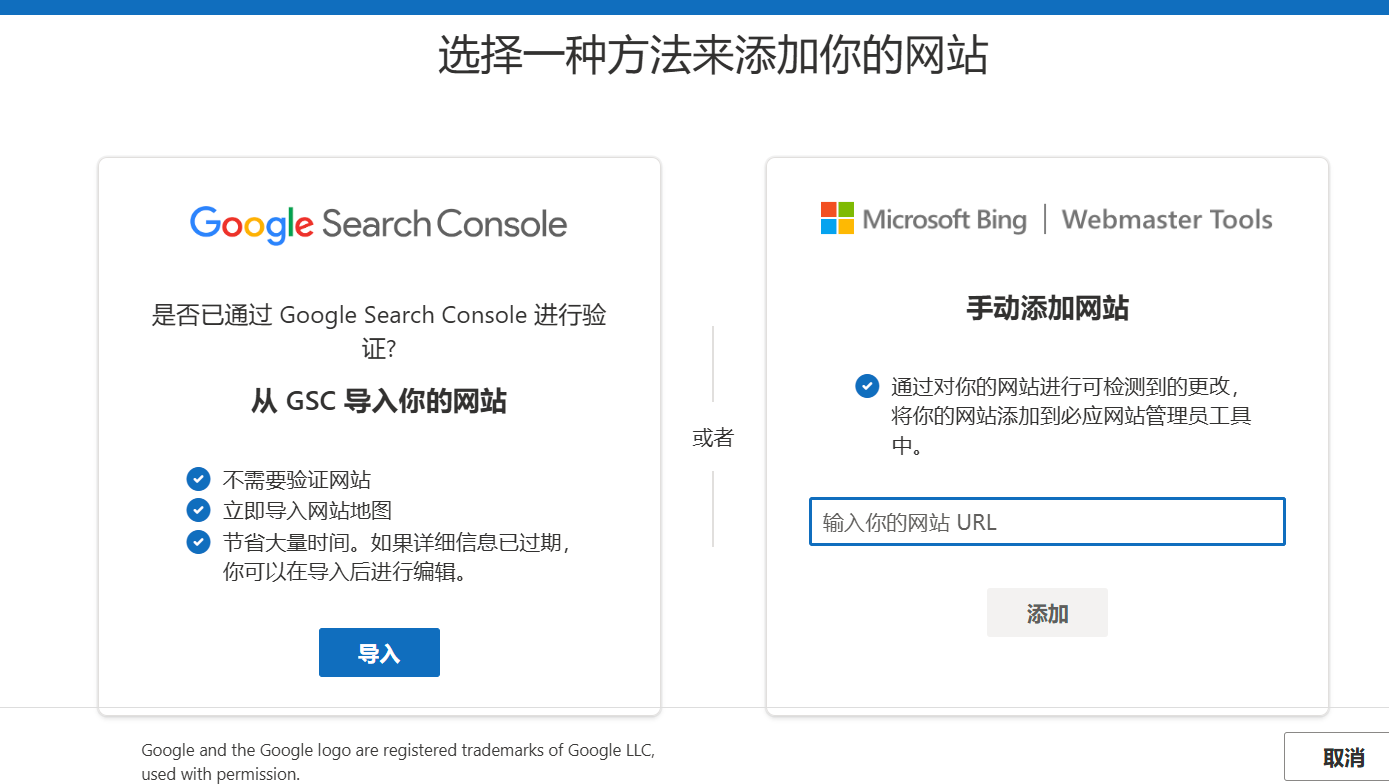 选择一种方法来添加你的网站
Google Search Console
是否已通过 Google Search Console 进行验
证?
从 GSC 导入你的网站
不需要验证网站
立即导入网站地图
节省大量时间。如果详细信息已过期，
你可以在导入后进行编辑。
导入
或者
Microsoft Bing | Webmaster Tools
手动添加网站
通过对你的网站进行可检测到的更改，
将你的网站添加到必应网站管理员工具
中。
输入你的网站 URL
添加
Google and the Google logo are registered trademarks of Google LLC,
used with permission.
取消